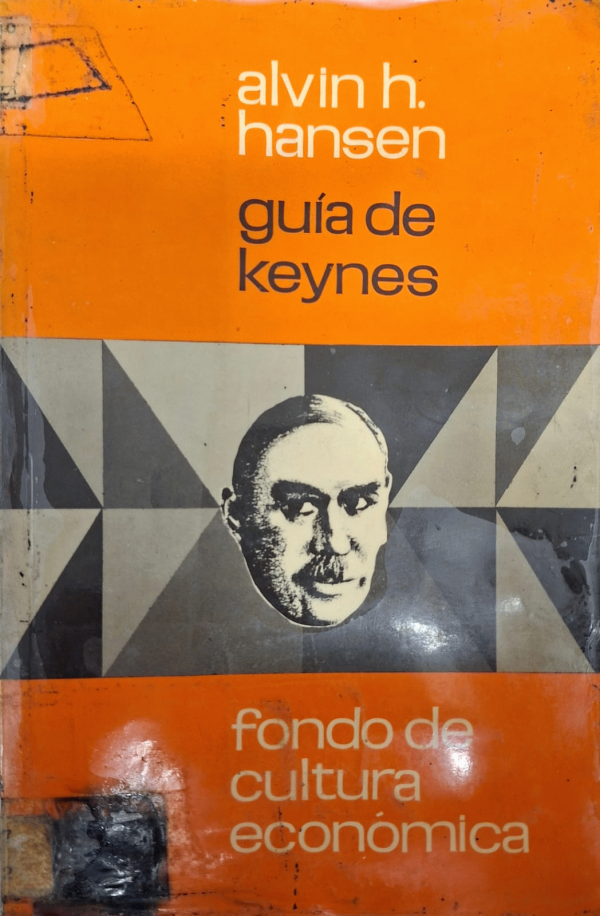 alvin h.
hansen
guía de
keynes
fondo de
cultura
económica